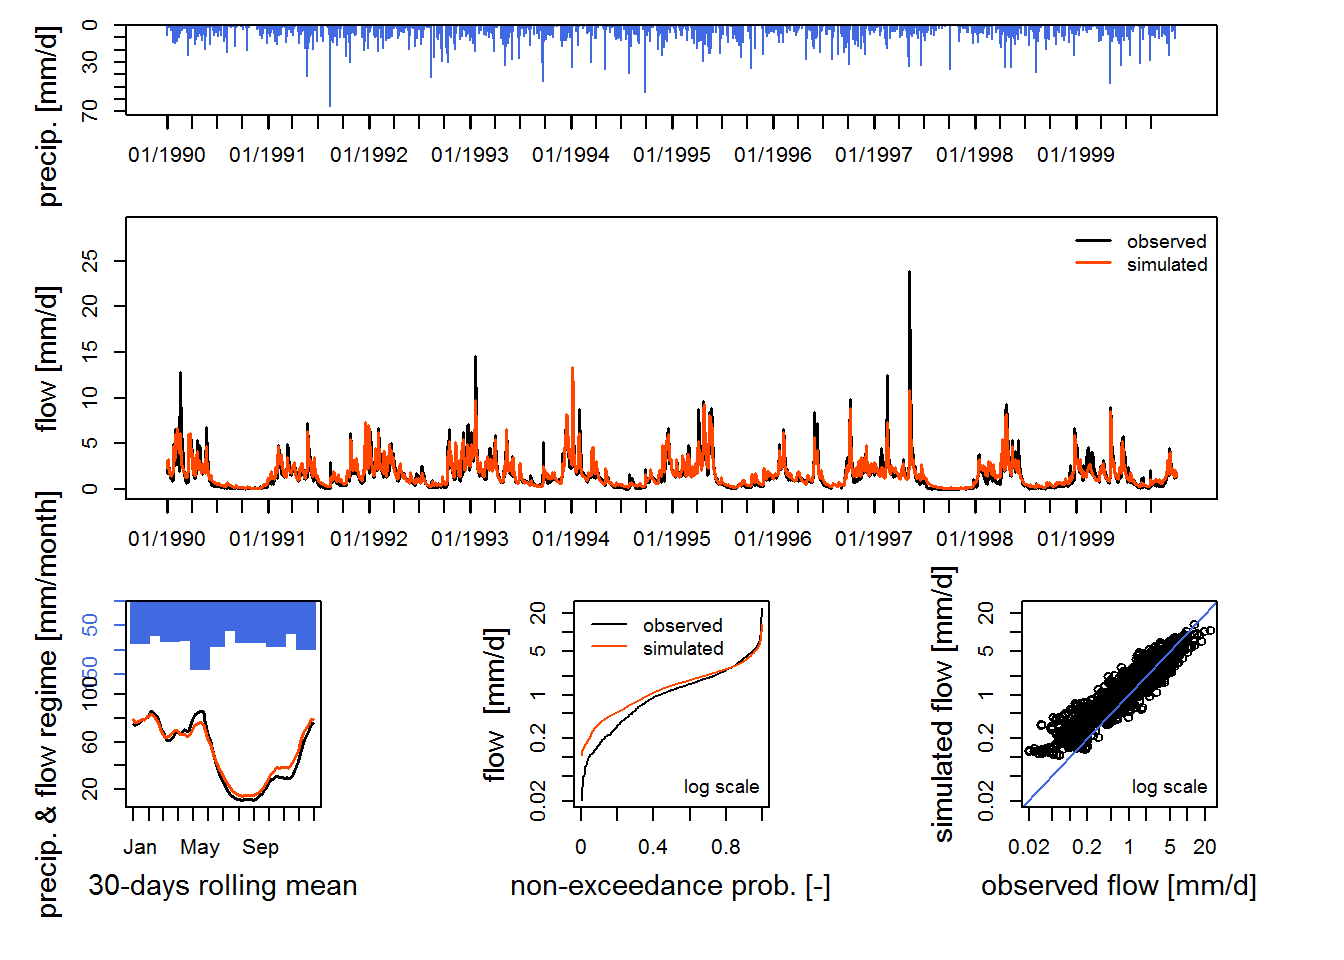 precip. [mm/d]
0
30
70
01/1990 01/1991 01/1992 01/1993 01/1994 01/1995 01/1996 01/1997 01/1998 01/1999
flow [mm/d]
25
20
15
10
5
0
observed
simulated
01/1990 01/1991 01/1992 01/1993 01/1994 01/1995 01/1996 01/1997 01/1998 01/1999
precip. & flow regime [mm/month]
50
100
60
20
Jan May Sep
30-days rolling mean
flow [mm/d]
20
5
1
0.2
0.02
observed
simulated
log scale
0 0.4 0.8
non-exceedance prob. [-]
simulated flow [mm/d]
20
5
1
0.2
0.02
log scale
0.02 0.2 1 5 20
observed flow [mm/d]